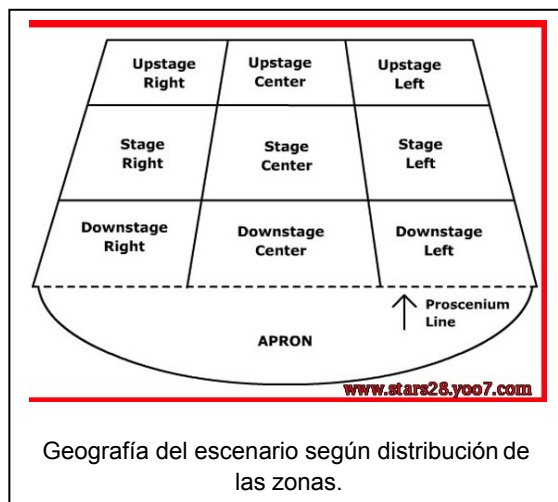 Upstage
Right
Upstage
Center
Upstage
Left
Stage
Right
Stage
Center
Stage
Left
Downstage
Right
Downstage
Center
Downstage
Left
Proscenium
Line
APRON
www.stars28.yoo7.com
Geografía del escenario según distribución de
las zonas.